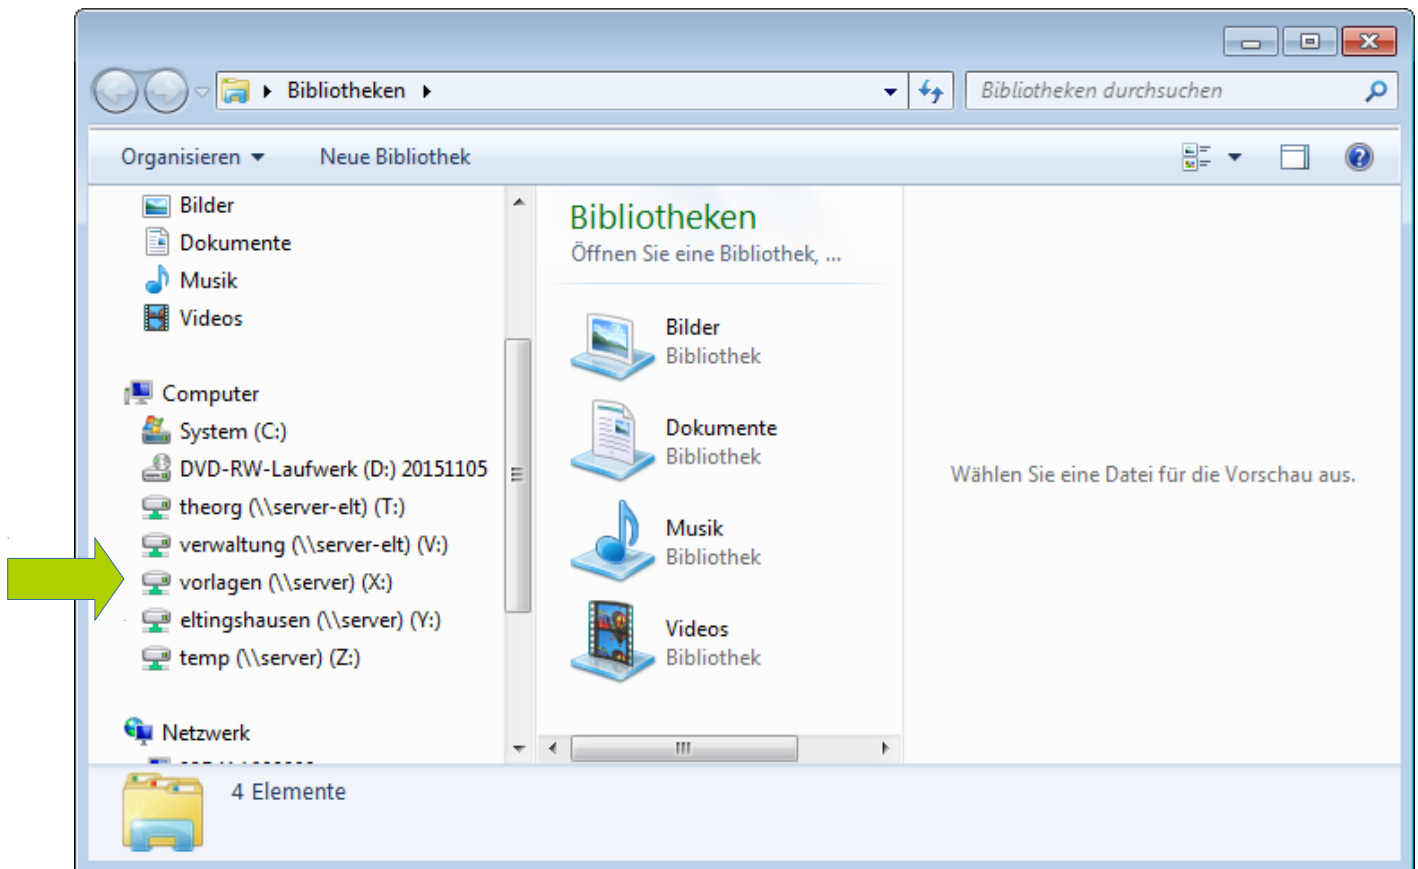 Bibliotheken
Bibliotheken durchsuchen
Organisieren
Neue Bibliothek
Bilder
Dokumente
Musik
Videos
Computer
System (C:)
DVD-RW-Laufwerk (D:) 20151105
theorg (\\server-elt) (T:)
verwaltung (\\server-elt) (V:)
vorlagen (\\server) (X:)
eltingshausen (\\server) (Y:)
temp (\\server) (Z:)
Netzwerk
Bibliotheken
Öffnen Sie eine Bibliothek, ...
Bilder
Bibliothek
Dokumente
Bibliothek
Musik
Bibliothek
Videos
Bibliothek
Wählen Sie eine Datei für die Vorschau aus.
4 Elemente